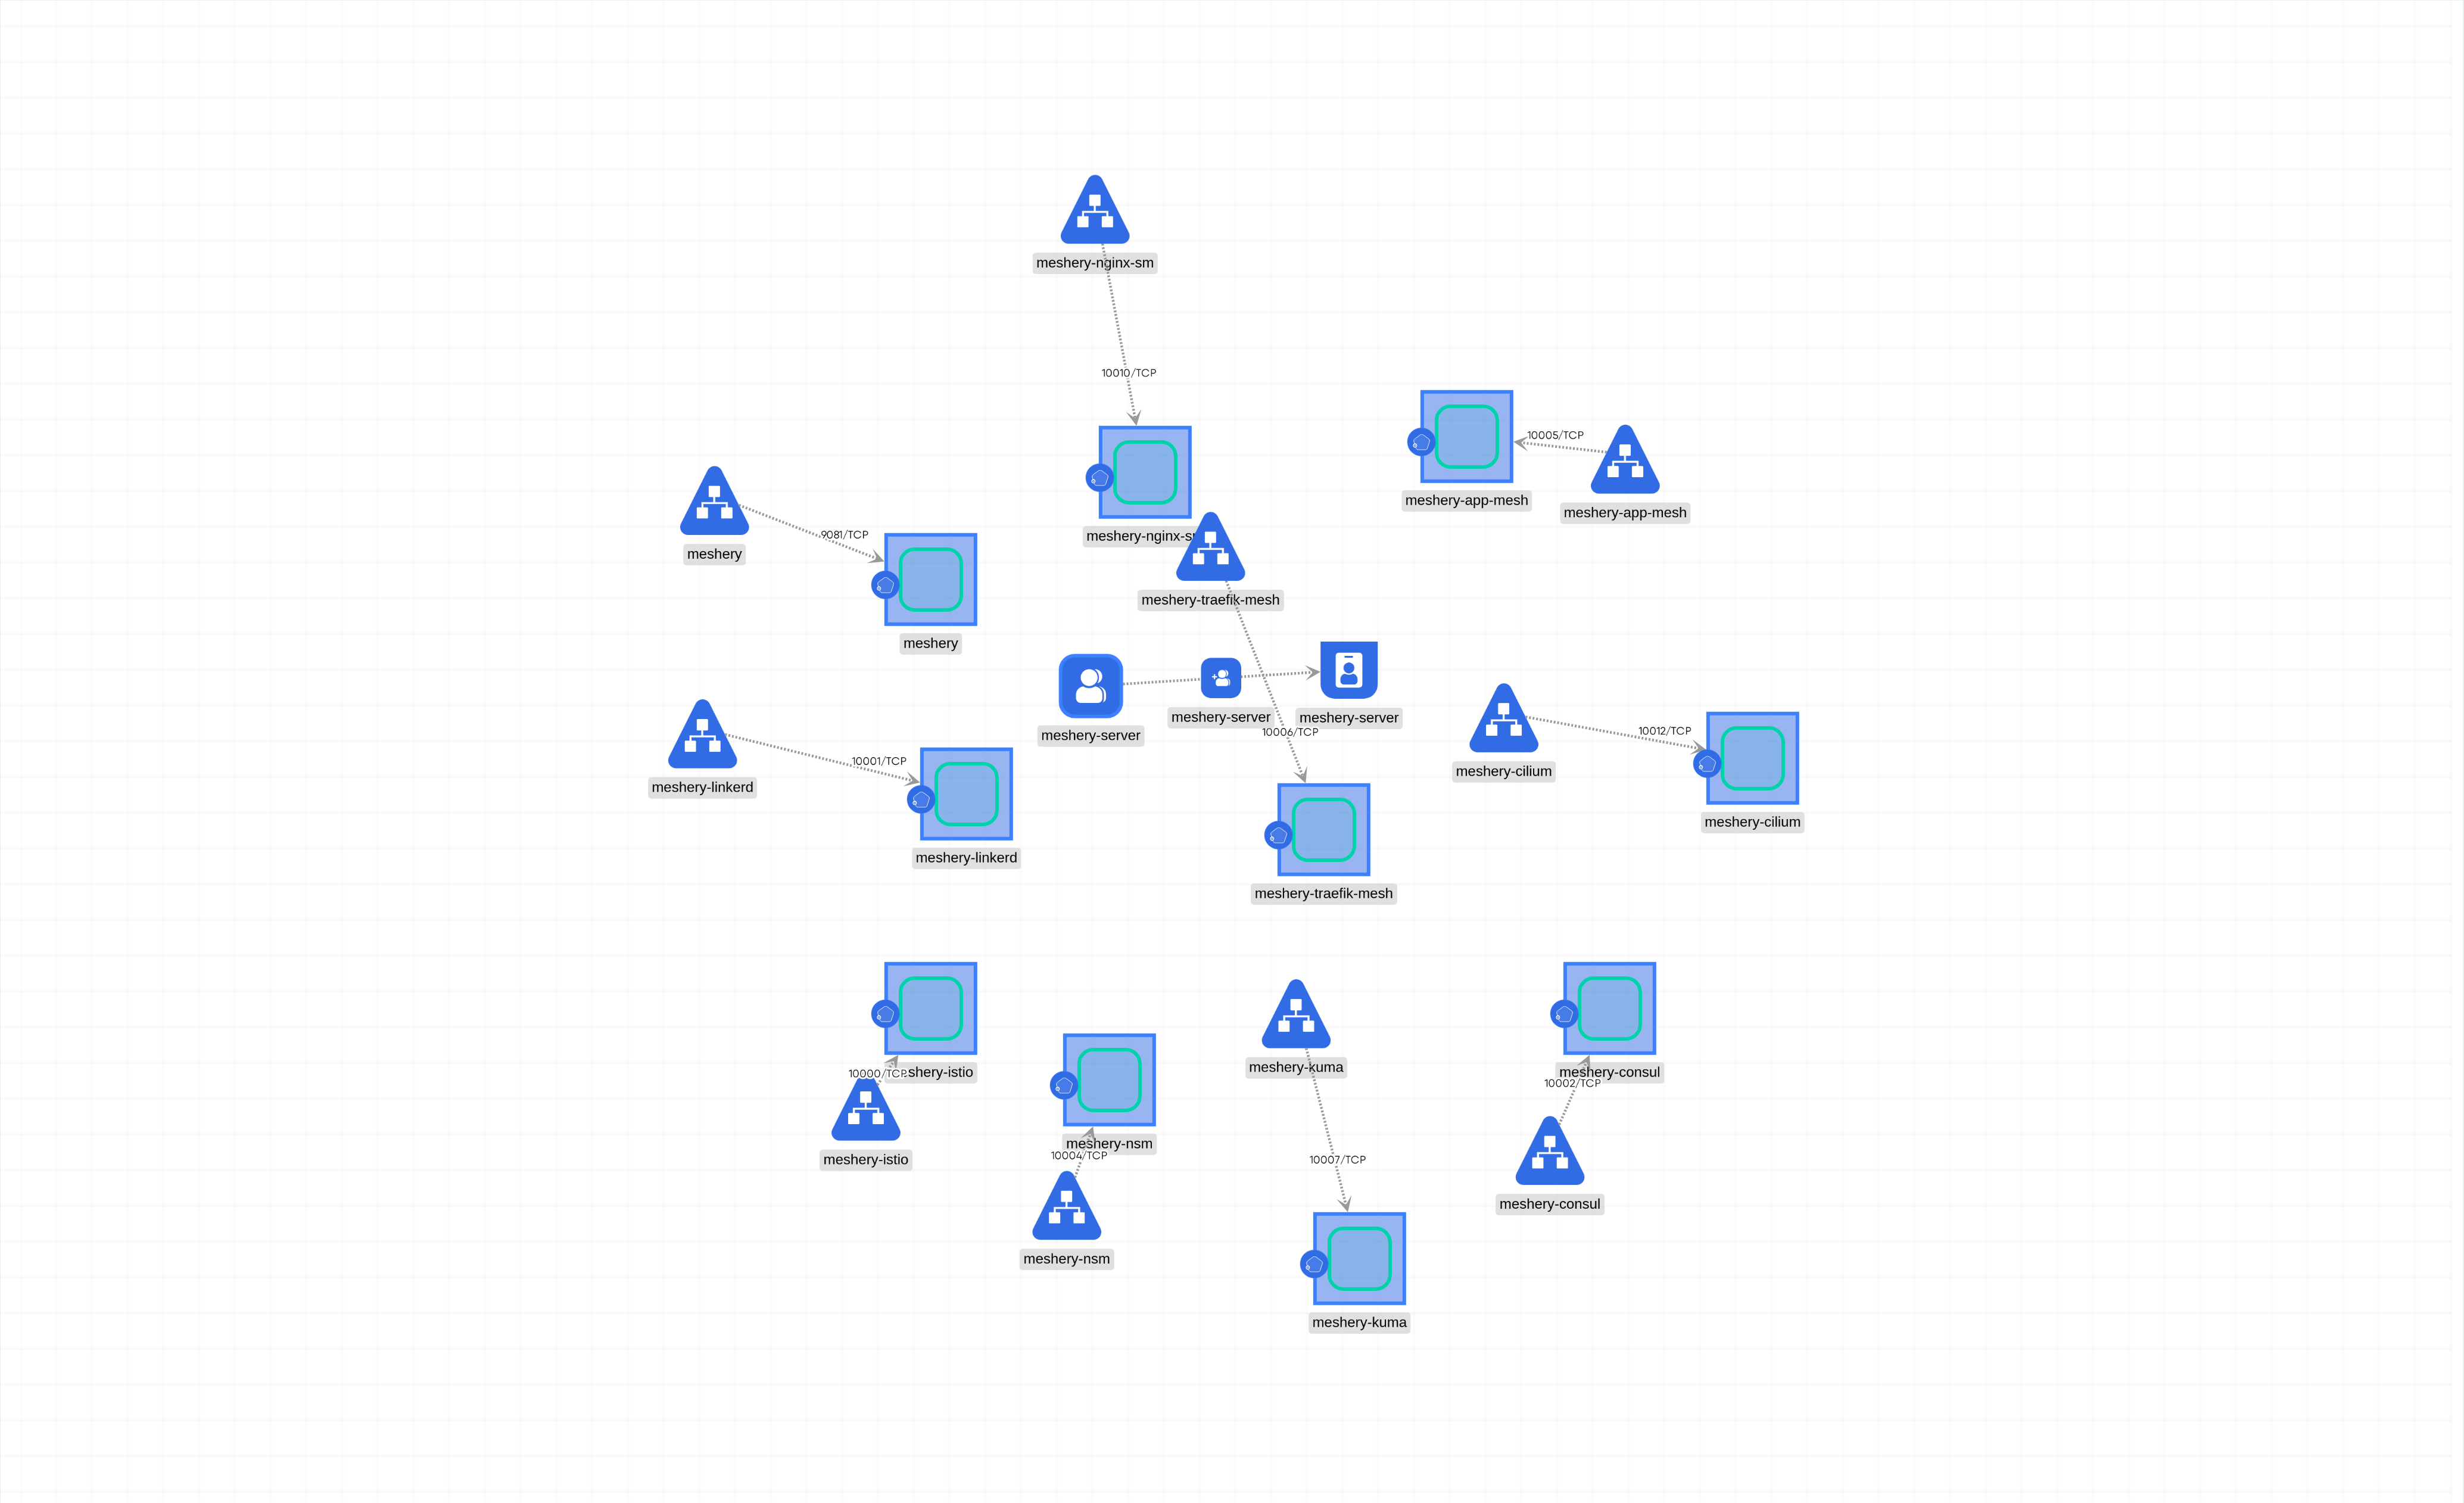 meshery-nginx-sm
10010/TCP
10005/TCP
meshery-app-mesh
meshery-app-mesh
9081/TCP
meshery-nginx-s
meshery
meshery-traefik-mesh
meshery
meshery-server
meshery-server
meshery-server
10006/TCP
10012/TCP
10001/TCP
meshery-cilium
meshery-linkerd
meshery-cilium
meshery-linkerd
meshery-traefik-mesh
meshery-kuma
10000/TCP
shery-istio
meshery-consul
10002/TCP
meshery-nsm
10004/TCP
meshery-istio
10007/TCP
meshery-consul
meshery-nsm
meshery-kuma